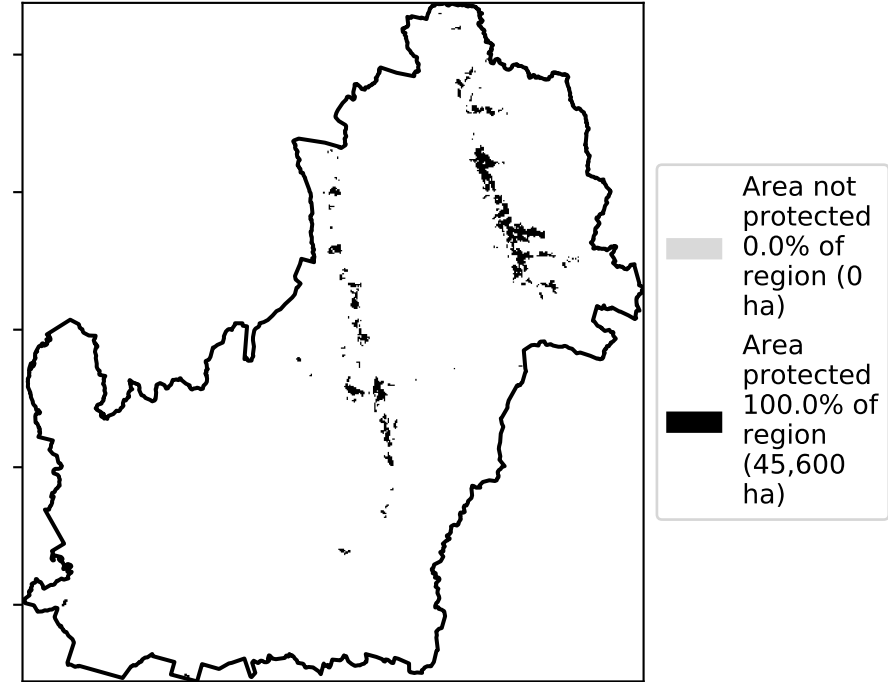 Area not
protected
0.0% of
region (0
ha)
Area
protected
100.0% of
region
(45,600
ha)